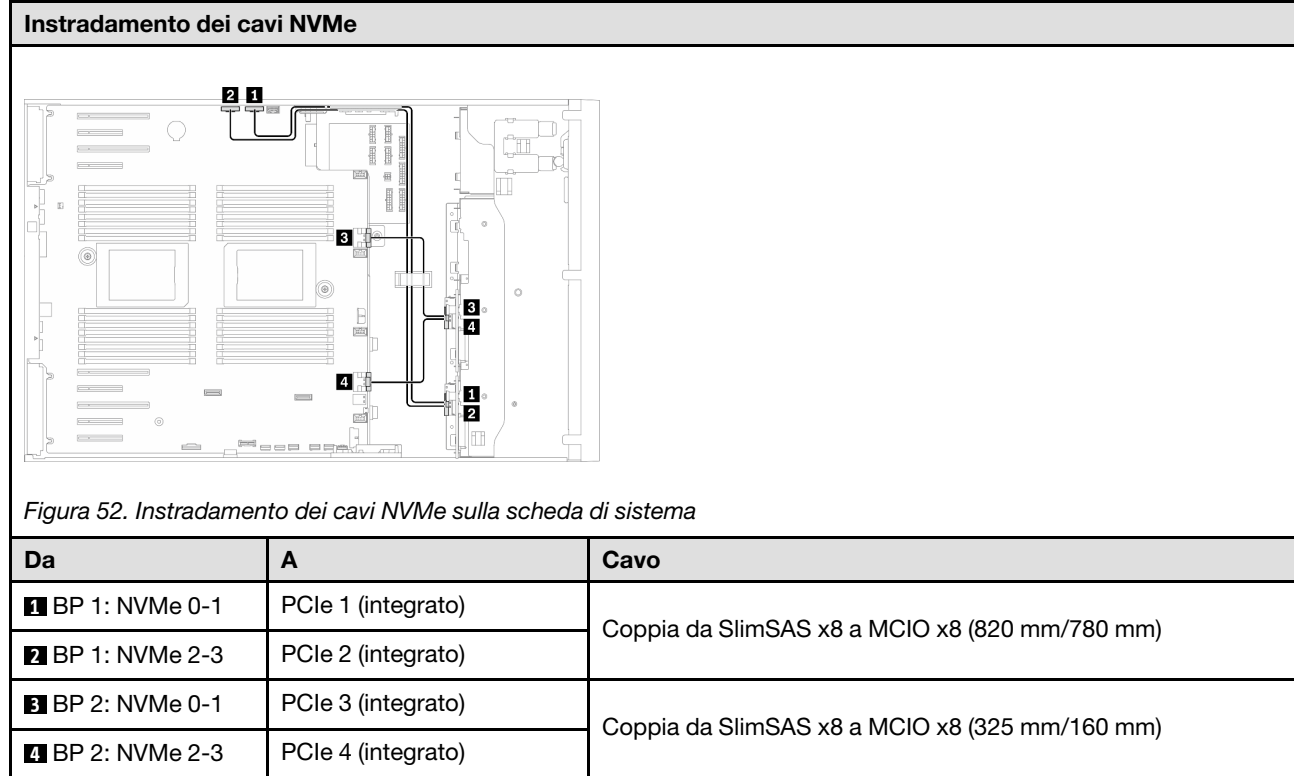 Instradamento dei cavi NVMe
2 1
3
3
4
4
1
2
Figura 52. Instradamento dei cavi NVMe sulla scheda di sistema
Da A Cavo
1 BP 1: NVMe 0-1 PCIe 1 (integrato)
Coppia da SlimSAS x8 a MCIO x8 (820 mm/780 mm)
2 BP 1: NVMe 2-3 PCIe 2 (integrato)
3 BP 2: NVMe 0-1 PCIe 3 (integrato)
Coppia da SlimSAS x8 a MCIO x8 (325 mm/160 mm)
4 BP 2: NVMe 2-3 PCIe 4 (integrato)